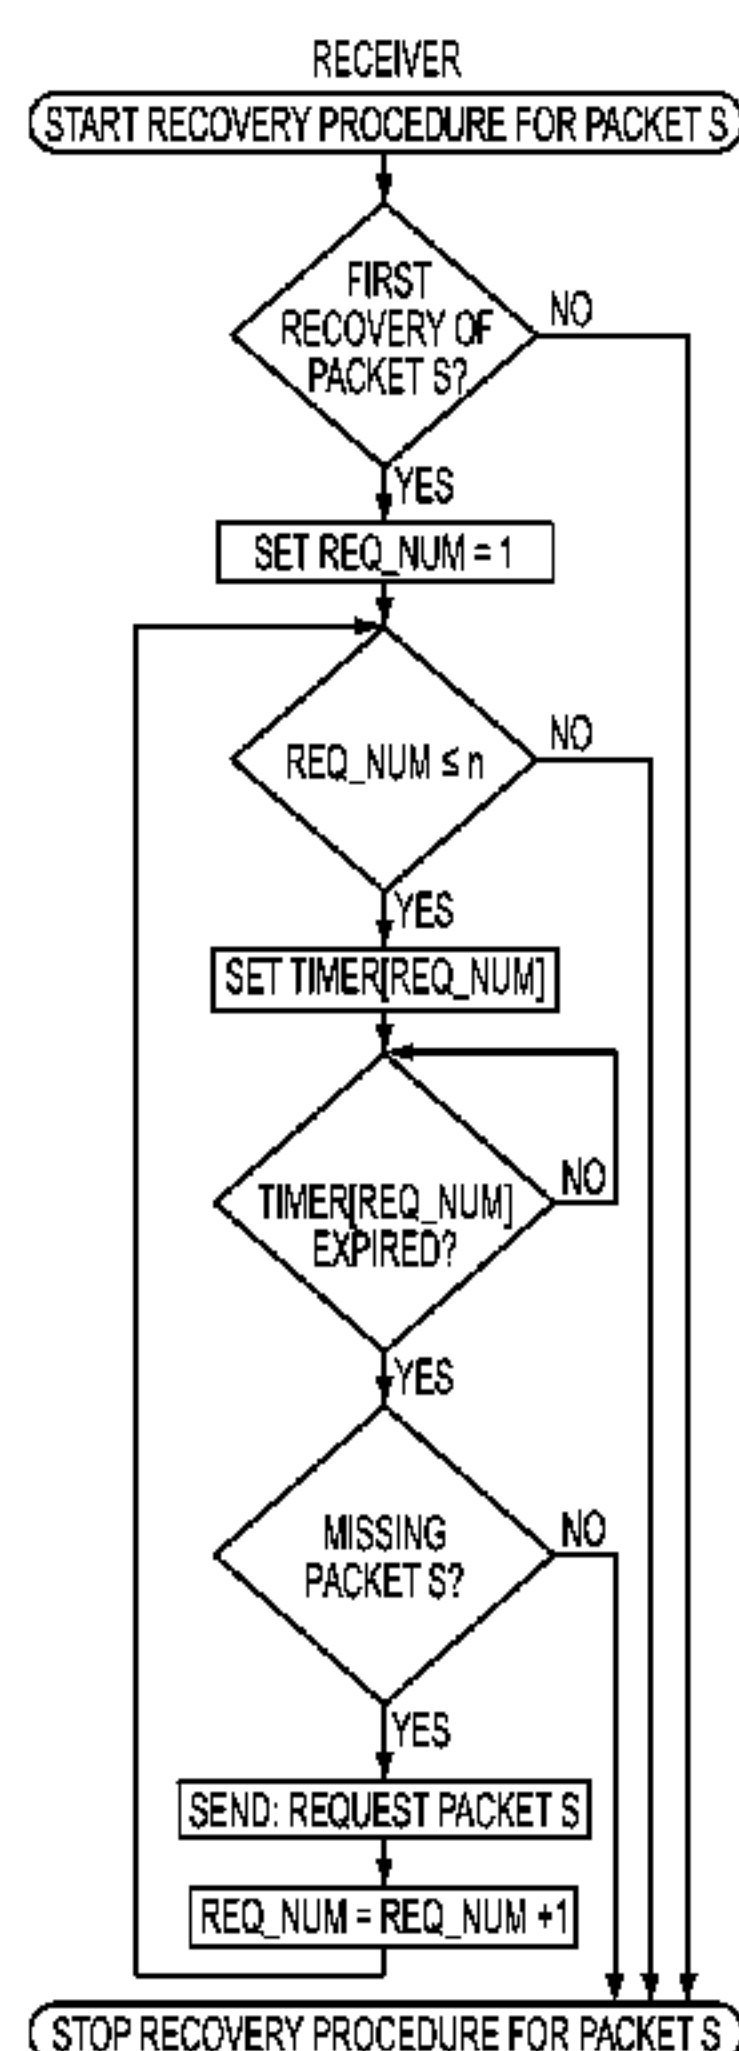 RECEIVER
START RECOVERY PROCEDURE FOR PACKET S
FIRST
RECOVERY OF
PACKET S?
NO
YES
SET REQ_NUM = 1
REQ_NUM ≤ n
NO
YES
SET TIMER[REQ_NUM]
TIMER[REQ_NUM]
EXPIRED?
NO
YES
MISSING
PACKET S?
NO
YES
SEND: REQUEST PACKET S
REQ_NUM = REQ_NUM +1
STOP RECOVERY PROCEDURE FOR PACKET S